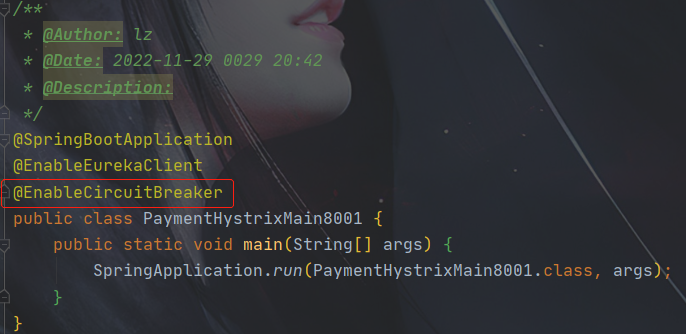 /**
 * @Author: lz
 * @Date: 2022-11-29 0029 20:42
 * @Description:
 */
@SpringBootApplication
@EnableEurekaClient
@EnableCircuitBreaker
public class PaymentHystrixMain8001 {
    public static void main(String[] args) {
        SpringApplication.run(PaymentHystrixMain8001.class, args);
    }
}